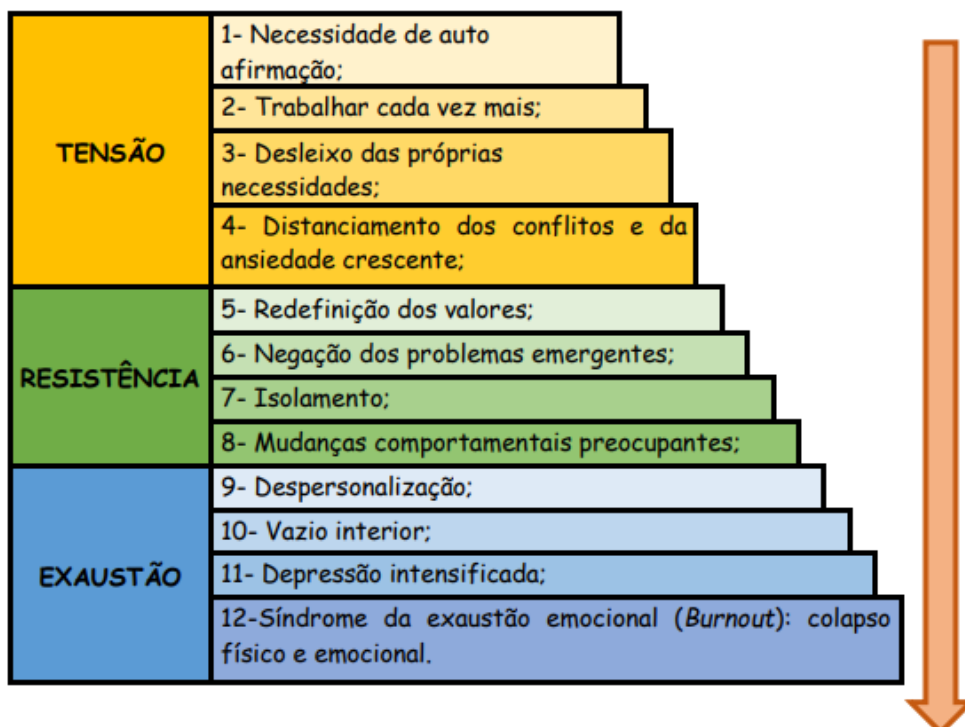 TENSÃO
1- Necessidade de auto
afirmação;
2- Trabalhar cada vez mais;
3- Desleixo das próprias
necessidades;
4- Distanciamento dos conflitos e da
ansiedade crescente;
RESISTÊNCIA
5- Redefinição dos valores;
6- Negação dos problemas emergentes;
7- Isolamento;
8- Mudanças comportamentais preocupantes;
EXAUSTÃO
9- Despersonalização;
10- Vazio interior;
11- Depressão intensificada;
12-Síndrome da exaustão emocional (Burnout): colapso
físico e emocional.